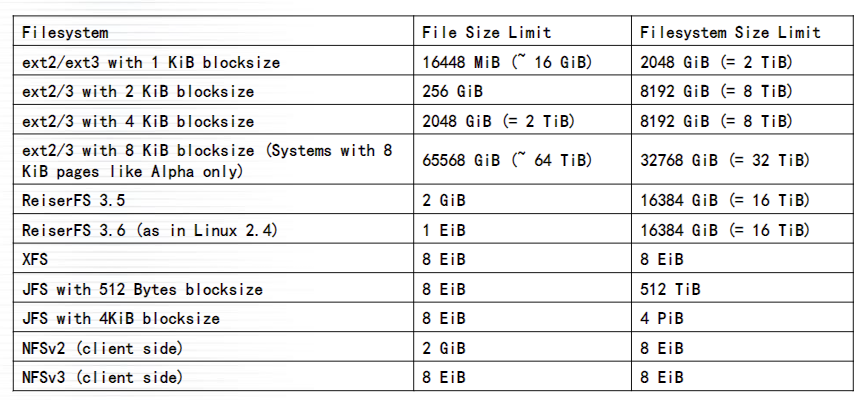 Filesystem File Size Limit Filesystem Size Limit
ext2/ext3 with 1 KiB blocksize 16448 MiB (~ 16 GiB) 2048 GiB (= 2 TiB)
ext2/3 with 2 KiB blocksize 256 GiB 8192 GiB (= 8 TiB)
ext2/3 with 4 KiB blocksize 2048 GiB (= 2 TiB) 8192 GiB (= 8 TiB)
ext2/3 with 8 KiB blocksize (Systems with 8
KiB pages like Alpha only) 65568 GiB (~ 64 TiB) 32768 GiB (= 32 TiB)
ReiserFS 3.5 2 GiB 16384 GiB (= 16 TiB)
ReiserFS 3.6 (as in Linux 2.4) 1 EiB 16384 GiB (= 16 TiB)
XFS 8 EiB 8 EiB
JFS with 512 Bytes blocksize 8 EiB 512 TiB
JFS with 4KiB blocksize 8 EiB 4 PiB
NFSv2 (client side) 2 GiB 8 EiB
NFSv3 (client side) 8 EiB 8 EiB